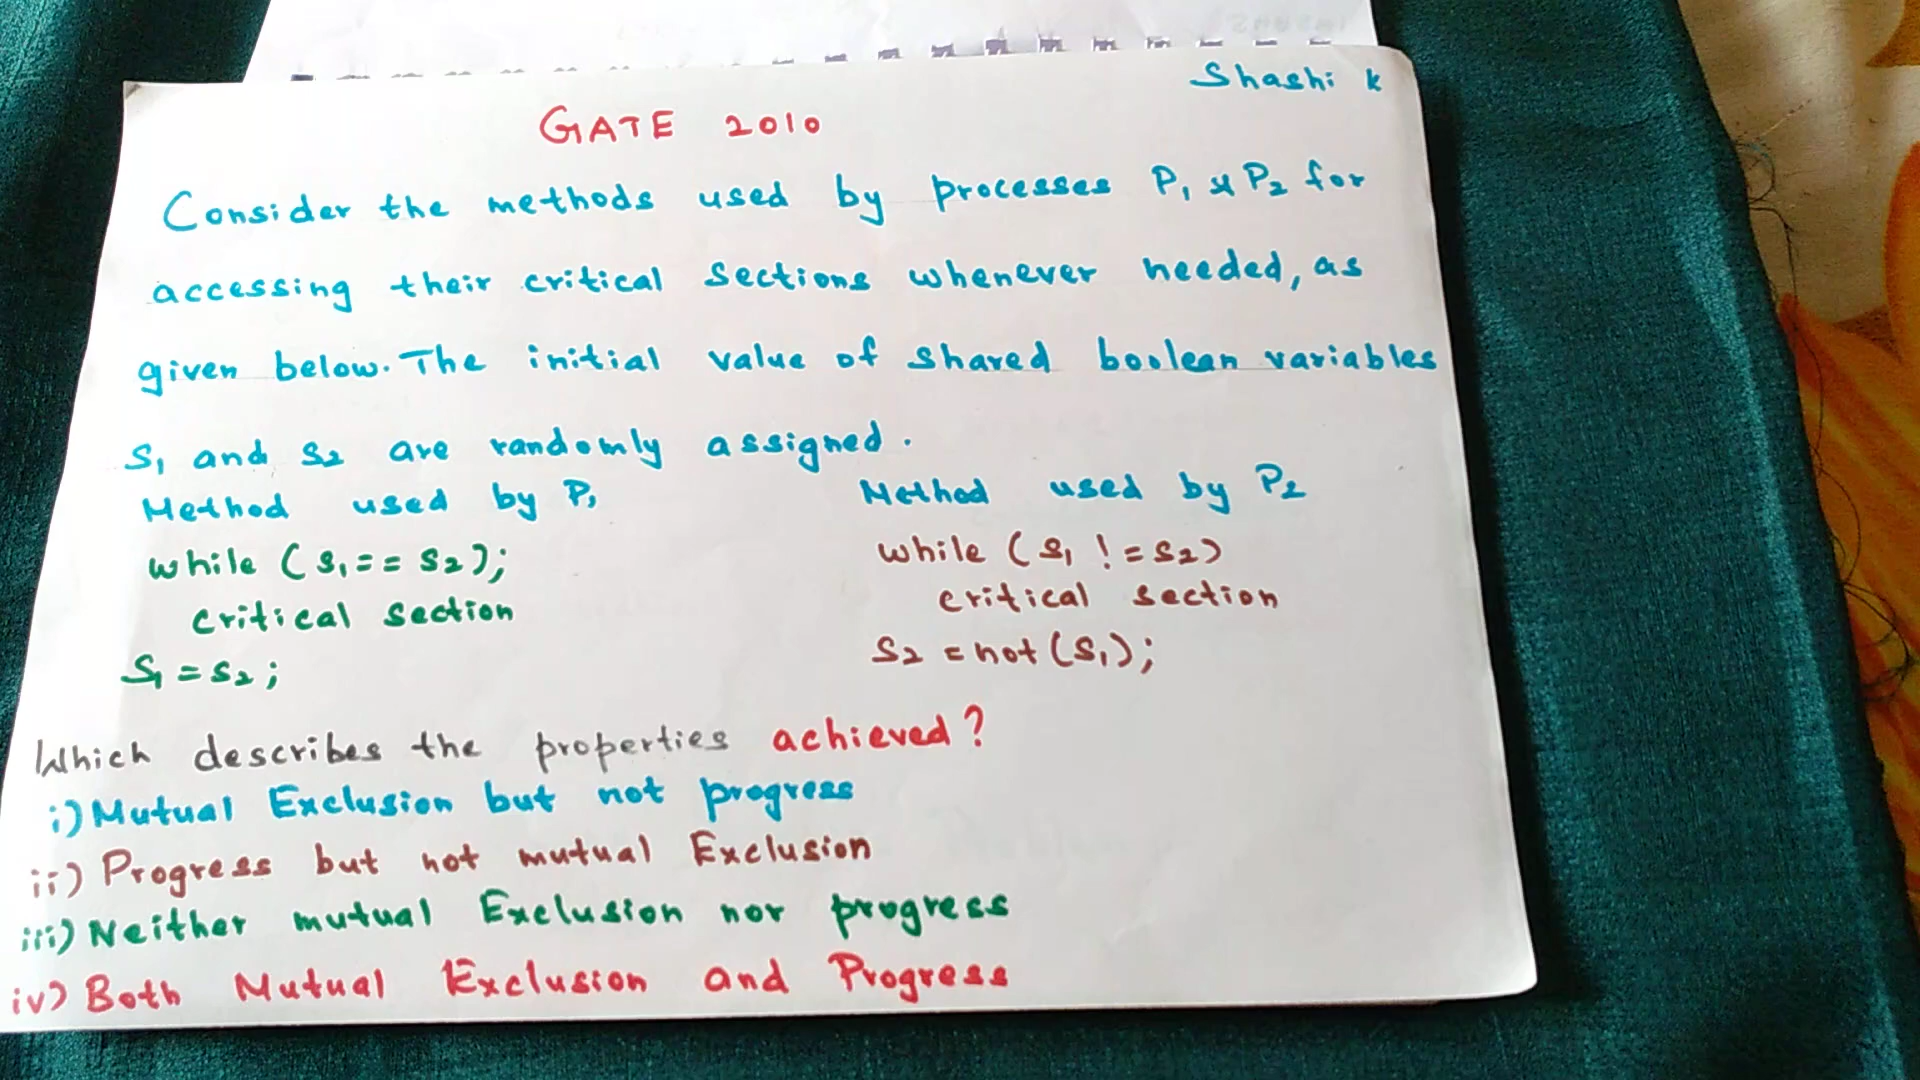 Shashi k
GATE 2010
Consider the methods used by processes P1 & P2 for
accessing their critical sections whenever needed, as
given below. The initial value of shared boolean variables
S1 and S2 are randomly assigned.
Method used by P1
Method used by P2
while (S1 == S2);
while (S1 != S2)
critical section
critical section
S1 = S2;
S2 = not (S1);
Which describes the properties achieved?
i) Mutual Exclusion but not progress
ii) Progress but not mutual Exclusion
iii) Neither mutual Exclusion nor progress
iv) Both Mutual Exclusion and Progress